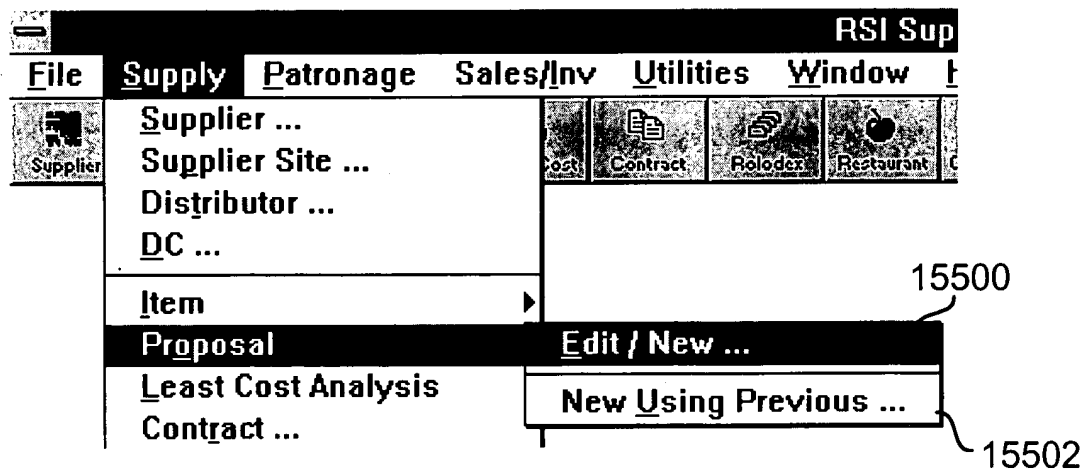 RSI Sup
File Supply Patronage Sales/Inv Utilities Window
Supplier Cost Contract Rolodex Restaurant
Supplier ...
Supplier Site ...
Distributor ...
DC ...
Item
15500
Proposal Edit / New ...
Least Cost Analysis
New Using Previous ...
Contract ...
15502